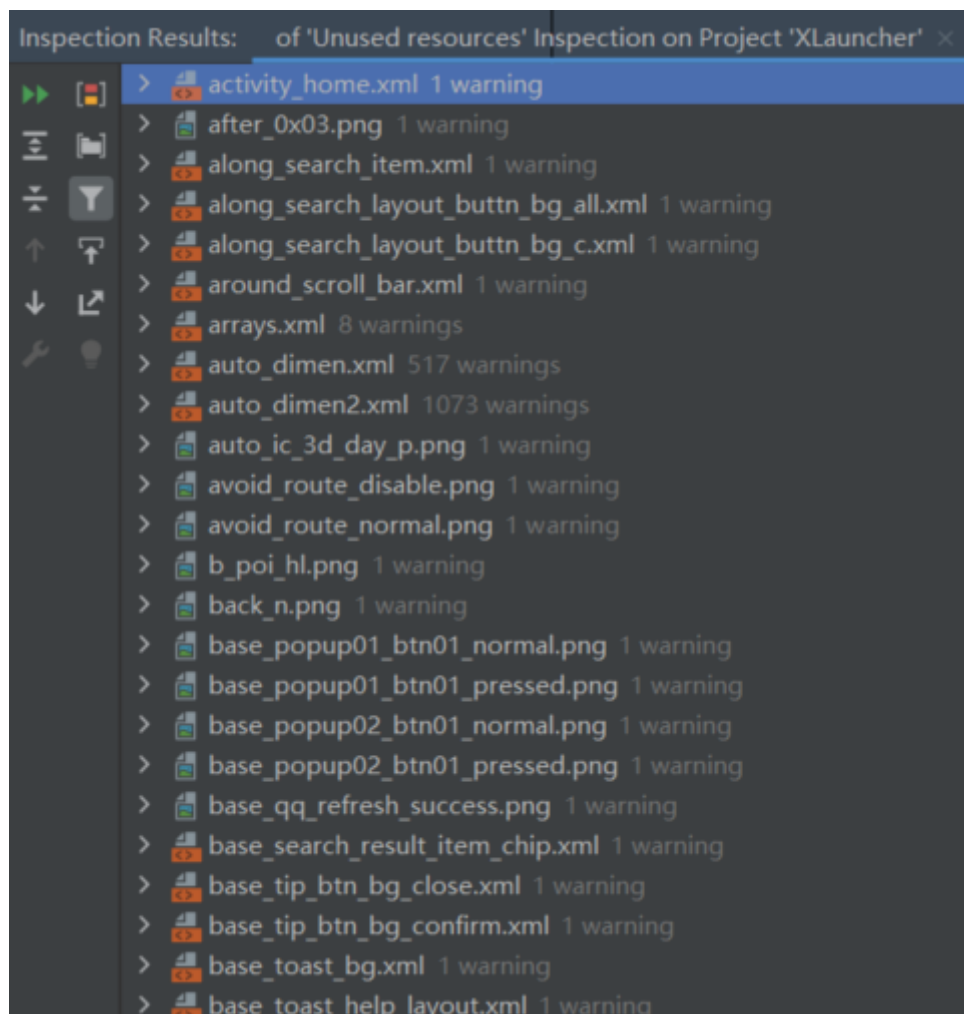 Inspection Results: of 'Unused resources' Inspection on Project 'XLauncher' ×
activity_home.xml 1 warning
after_0x03.png 1 warning
along_search_item.xml 1 warning
along_search_layout_buttn_bg_all.xml 1 warning
along_search_layout_buttn_bg_c.xml 1 warning
around_scroll_bar.xml 1 warning
arrays.xml 8 warnings
auto_dimen.xml 517 warnings
auto_dimen2.xml 1073 warnings
auto_ic_3d_day_p.png 1 warning
avoid_route_disable.png 1 warning
avoid_route_normal.png 1 warning
b_poi_hl.png 1 warning
back_n.png 1 warning
base_popup01_btn01_normal.png 1 warning
base_popup01_btn01_pressed.png 1 warning
base_popup02_btn01_normal.png 1 warning
base_popup02_btn01_pressed.png 1 warning
base_qq_refresh_success.png 1 warning
base_search_result_item_chip.xml 1 warning
base_tip_btn_bg_close.xml 1 warning
base_tip_btn_bg_confirm.xml 1 warning
base_toast_bg.xml 1 warning
base_toast_help_layout.xml 1 warning